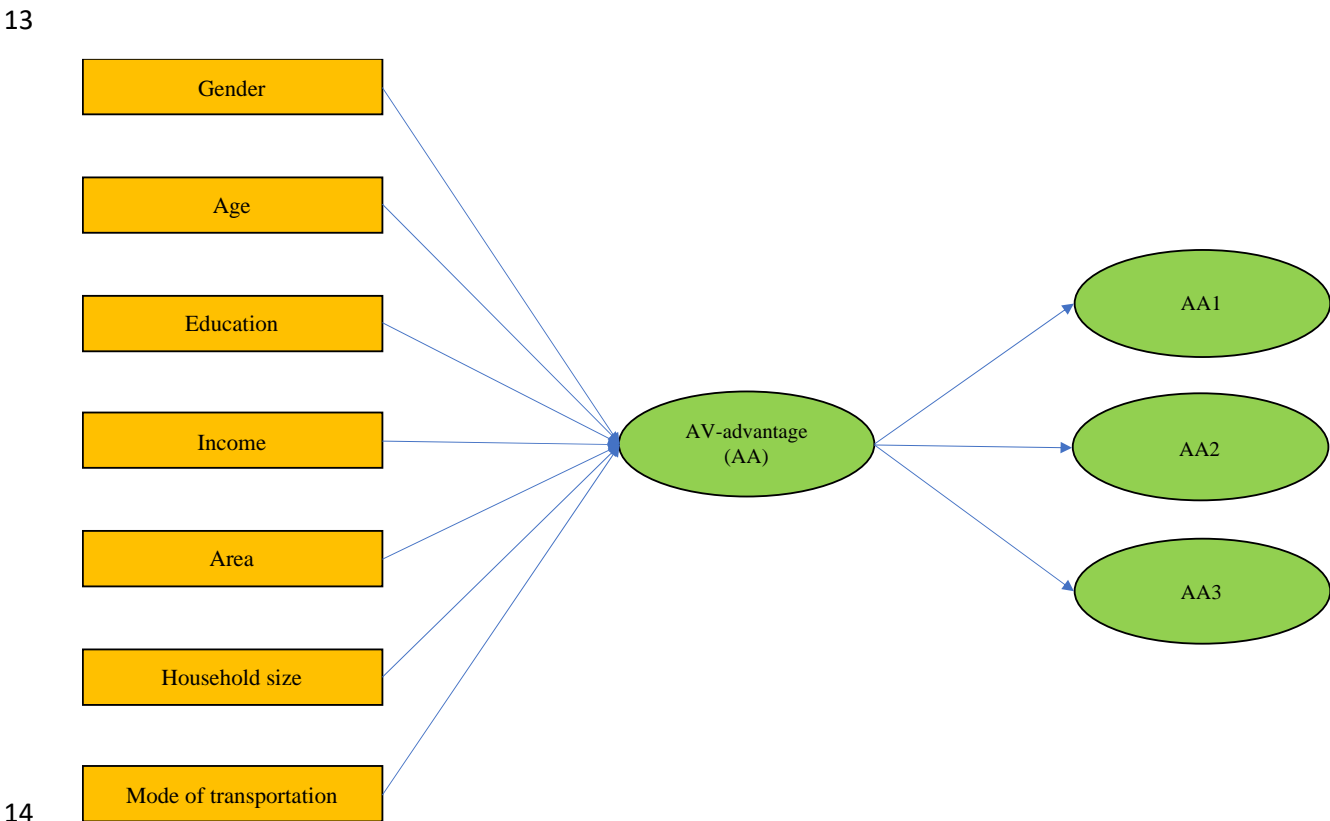 13
Gender
Age
Education
Income
Area
Household size
Mode of transportation
AV-advantage
(AA)
AA1
AA2
AA3
14